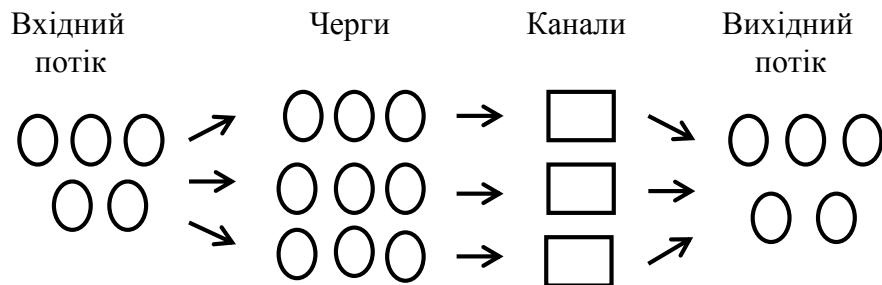 Вхідний потік
Черги
Канали
Вихідний потік